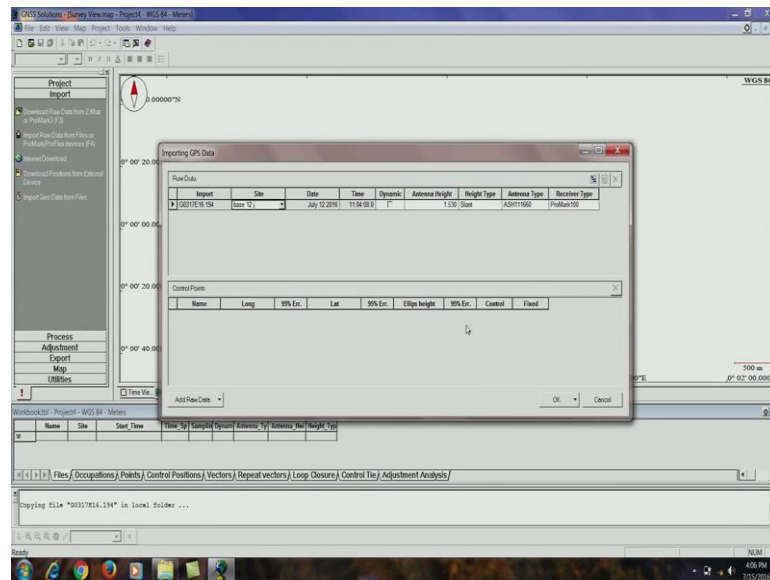 GNSS Solutions - [Survey View.map - Project4 - WGS 84 - Meters]
File Edit View Map Project Tools Window Help
Project
Import
Download Raw Data from Z-Max or ProMark3 (F3)
Import Raw Data from Files or ProMark/ProFlex devices (F4)
Internet Download
Download Positions from External Device
Import Geo Data from Files
Process
Adjustment
Export
Map
Utilities
WGS 84
0.00000"N
0° 00' 20.00
0° 00' 00.00
0° 00' 20.00
0° 00' 40.00
500 m
0° 02' 00.000
Importing GPS Data
Raw Data
Import Site Date Time Dynamic Antenna Height Height Type Antenna Type Receiver Type
G0317E16.194 base 12 j July 12 2016 11:04:08.0 1.530 Slant ASH111660 ProMark100
Control Points
Name Long 95% Err. Lat 95% Err. Ellips height 95% Err. Control Fixed
Add Raw Data OK Cancel
Time Vie...
Workbook.tbl - Project4 - WGS 84 - Meters
Name Site Start_Time Time_Sp Samplin Dynam Antenna_Ty Antenna_Hei Height_Typ
Files Occupations Points Control Positions Vectors Repeat vectors Loop Closure Control Tie Adjustment Analysis
Copying file "G0317E16.194" in local folder ...
Ready
NUM
4:06 PM
7/15/2016